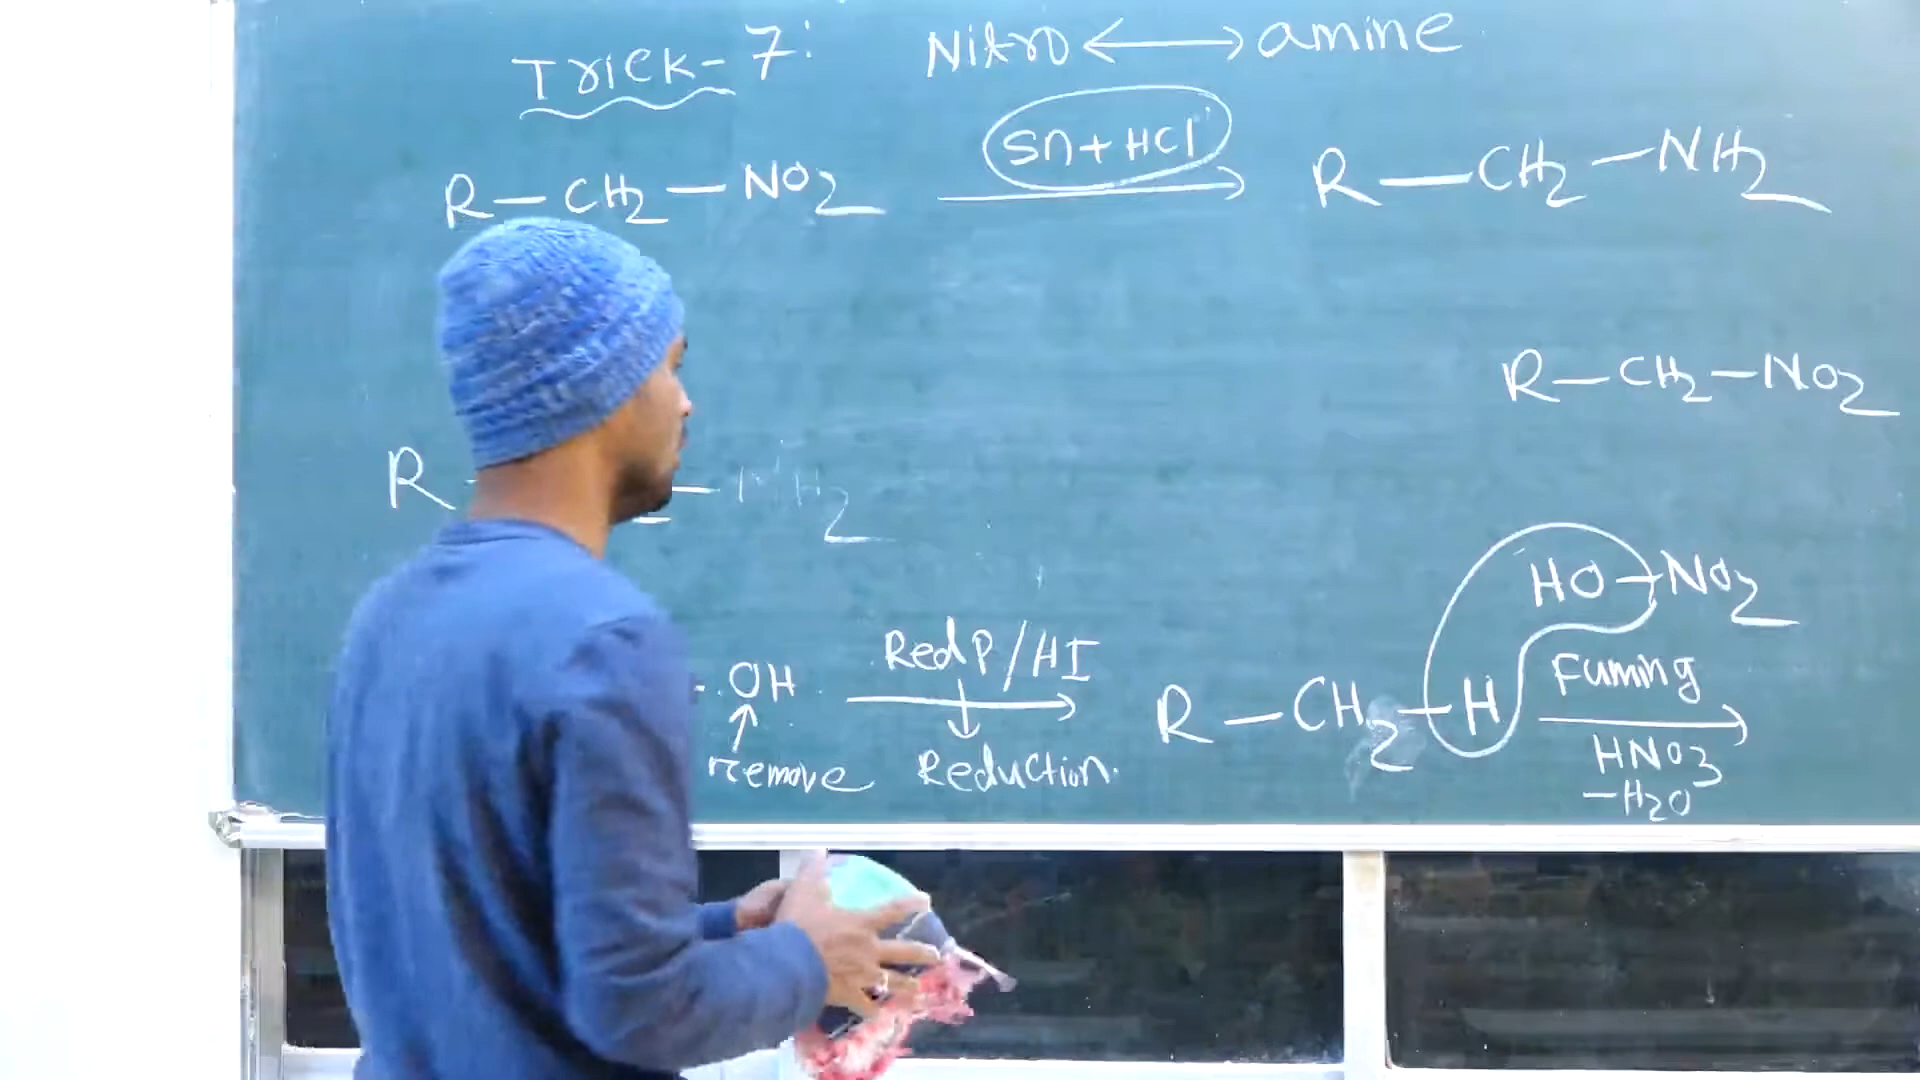 Trick-7: Nitro ⟷ amine
Sn+HCl
R—CH2—NO2 → R—CH2—NH2
R—CH2—NO2
R — NH2
HO—NO2
Red P/HI Fuming
OH → R—CH2—H →
HNO3
remove Reduction. -H2O